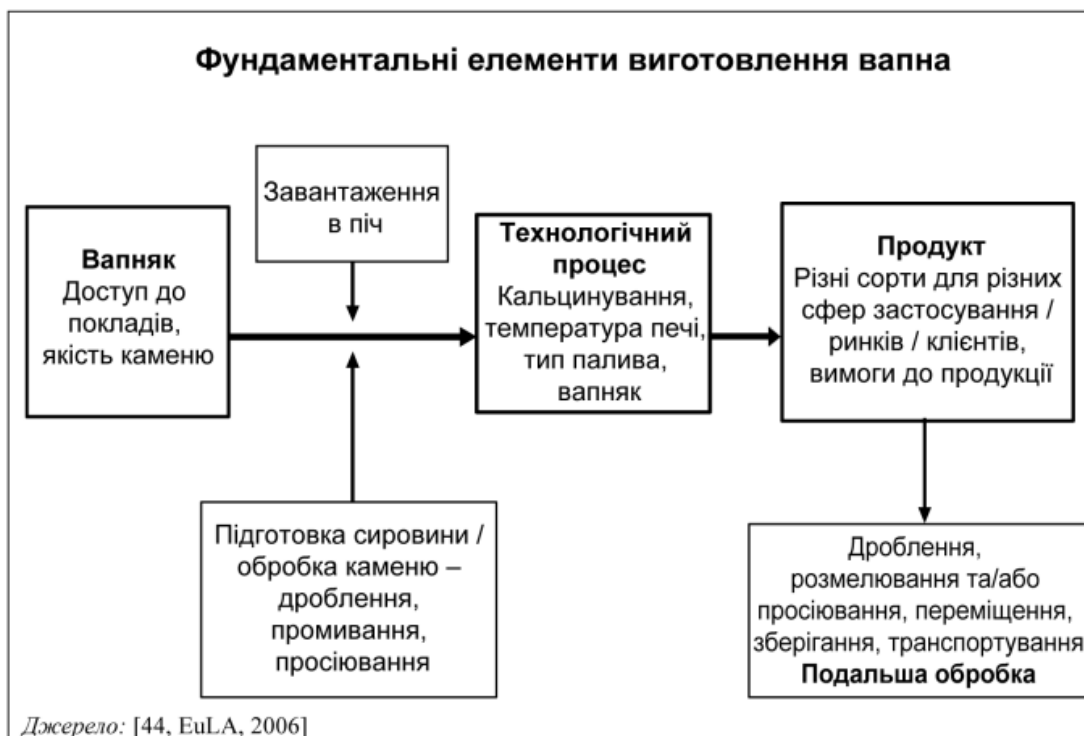 Фундаментальні елементи виготовлення вапна
Завантаження
в піч
Вапняк
Доступ до
покладів,
якість каменю
Технологічний
процес
Кальцинування,
температура печі,
тип палива,
вапняк
Продукт
Різні сорти для різних
сфер застосування /
ринків / клієнтів,
вимоги до продукції
Підготовка сировини /
обробка каменю –
дроблення,
промивання,
просіювання
Дроблення,
розмелювання та/або
просіювання, переміщення,
зберігання, транспортування
Подальша обробка
Джерело: [44, EuLA, 2006]